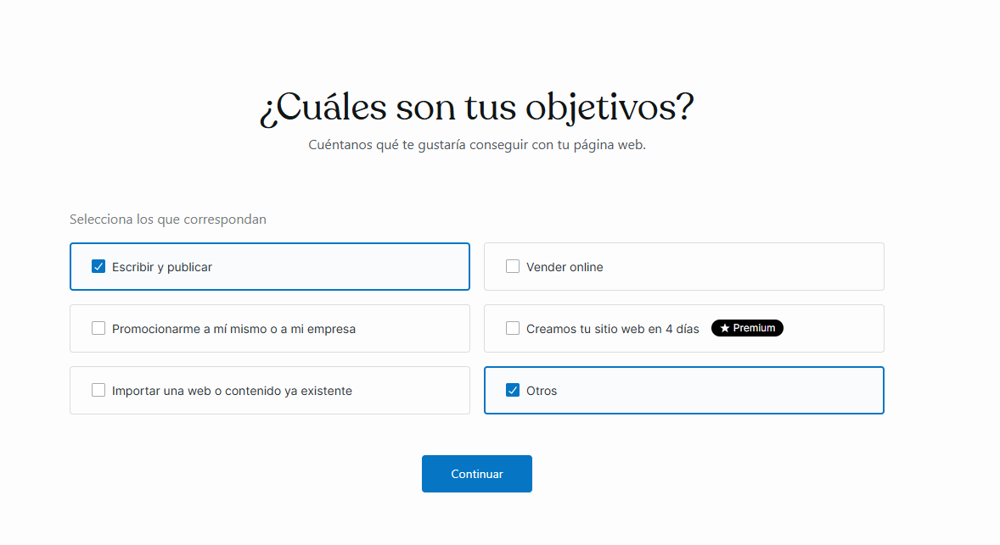 ¿Cuáles son tus objetivos?
Cuéntanos qué te gustaría conseguir con tu página web.
Selecciona los que correspondan
Escribir y publicar
Vender online
Promocionarme a mí mismo o a mi empresa
Creamos tu sitio web en 4 días ★ Premium
Importar una web o contenido ya existente
Otros
Continuar